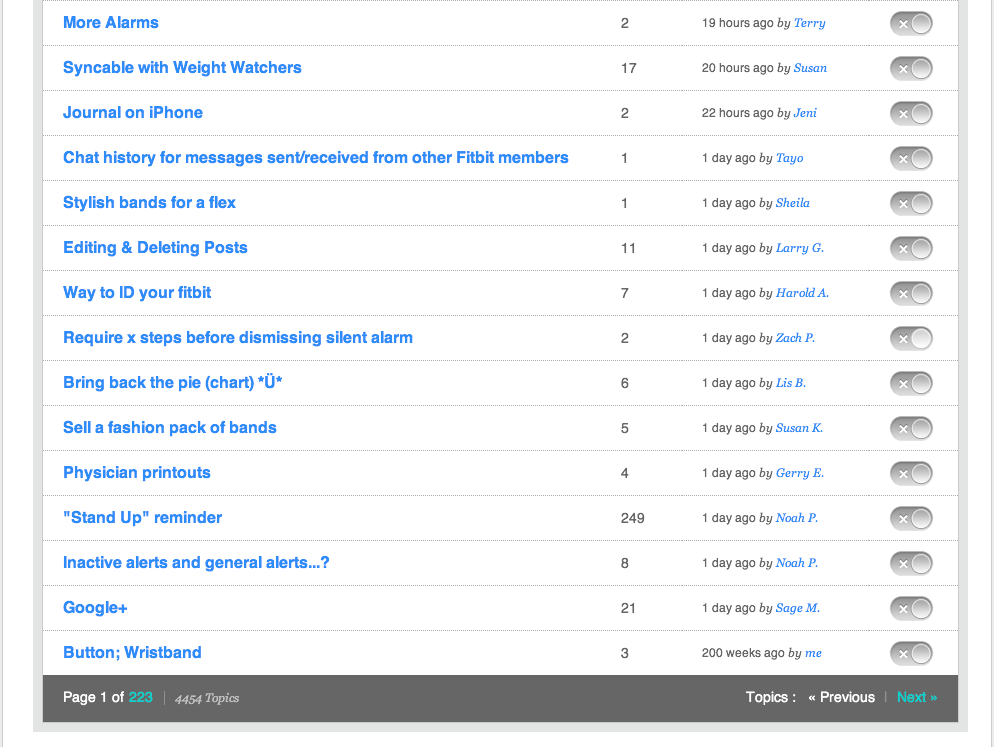 More Alarms 2 19 hours ago by Terry
Syncable with Weight Watchers 17 20 hours ago by Susan
Journal on iPhone 2 22 hours ago by Jeni
Chat history for messages sent/received from other Fitbit members 1 1 day ago by Tayo
Stylish bands for a flex 1 1 day ago by Sheila
Editing & Deleting Posts 11 1 day ago by Larry G.
Way to ID your fitbit 7 1 day ago by Harold A.
Require x steps before dismissing silent alarm 2 1 day ago by Zach P.
Bring back the pie (chart) *Ü* 6 1 day ago by Lis B.
Sell a fashion pack of bands 5 1 day ago by Susan K.
Physician printouts 4 1 day ago by Gerry E.
"Stand Up" reminder 249 1 day ago by Noah P.
Inactive alerts and general alerts...? 8 1 day ago by Noah P.
Google+ 21 1 day ago by Sage M.
Button; Wristband 3 200 weeks ago by me
Page 1 of 223 | 4454 Topics Topics : « Previous | Next »